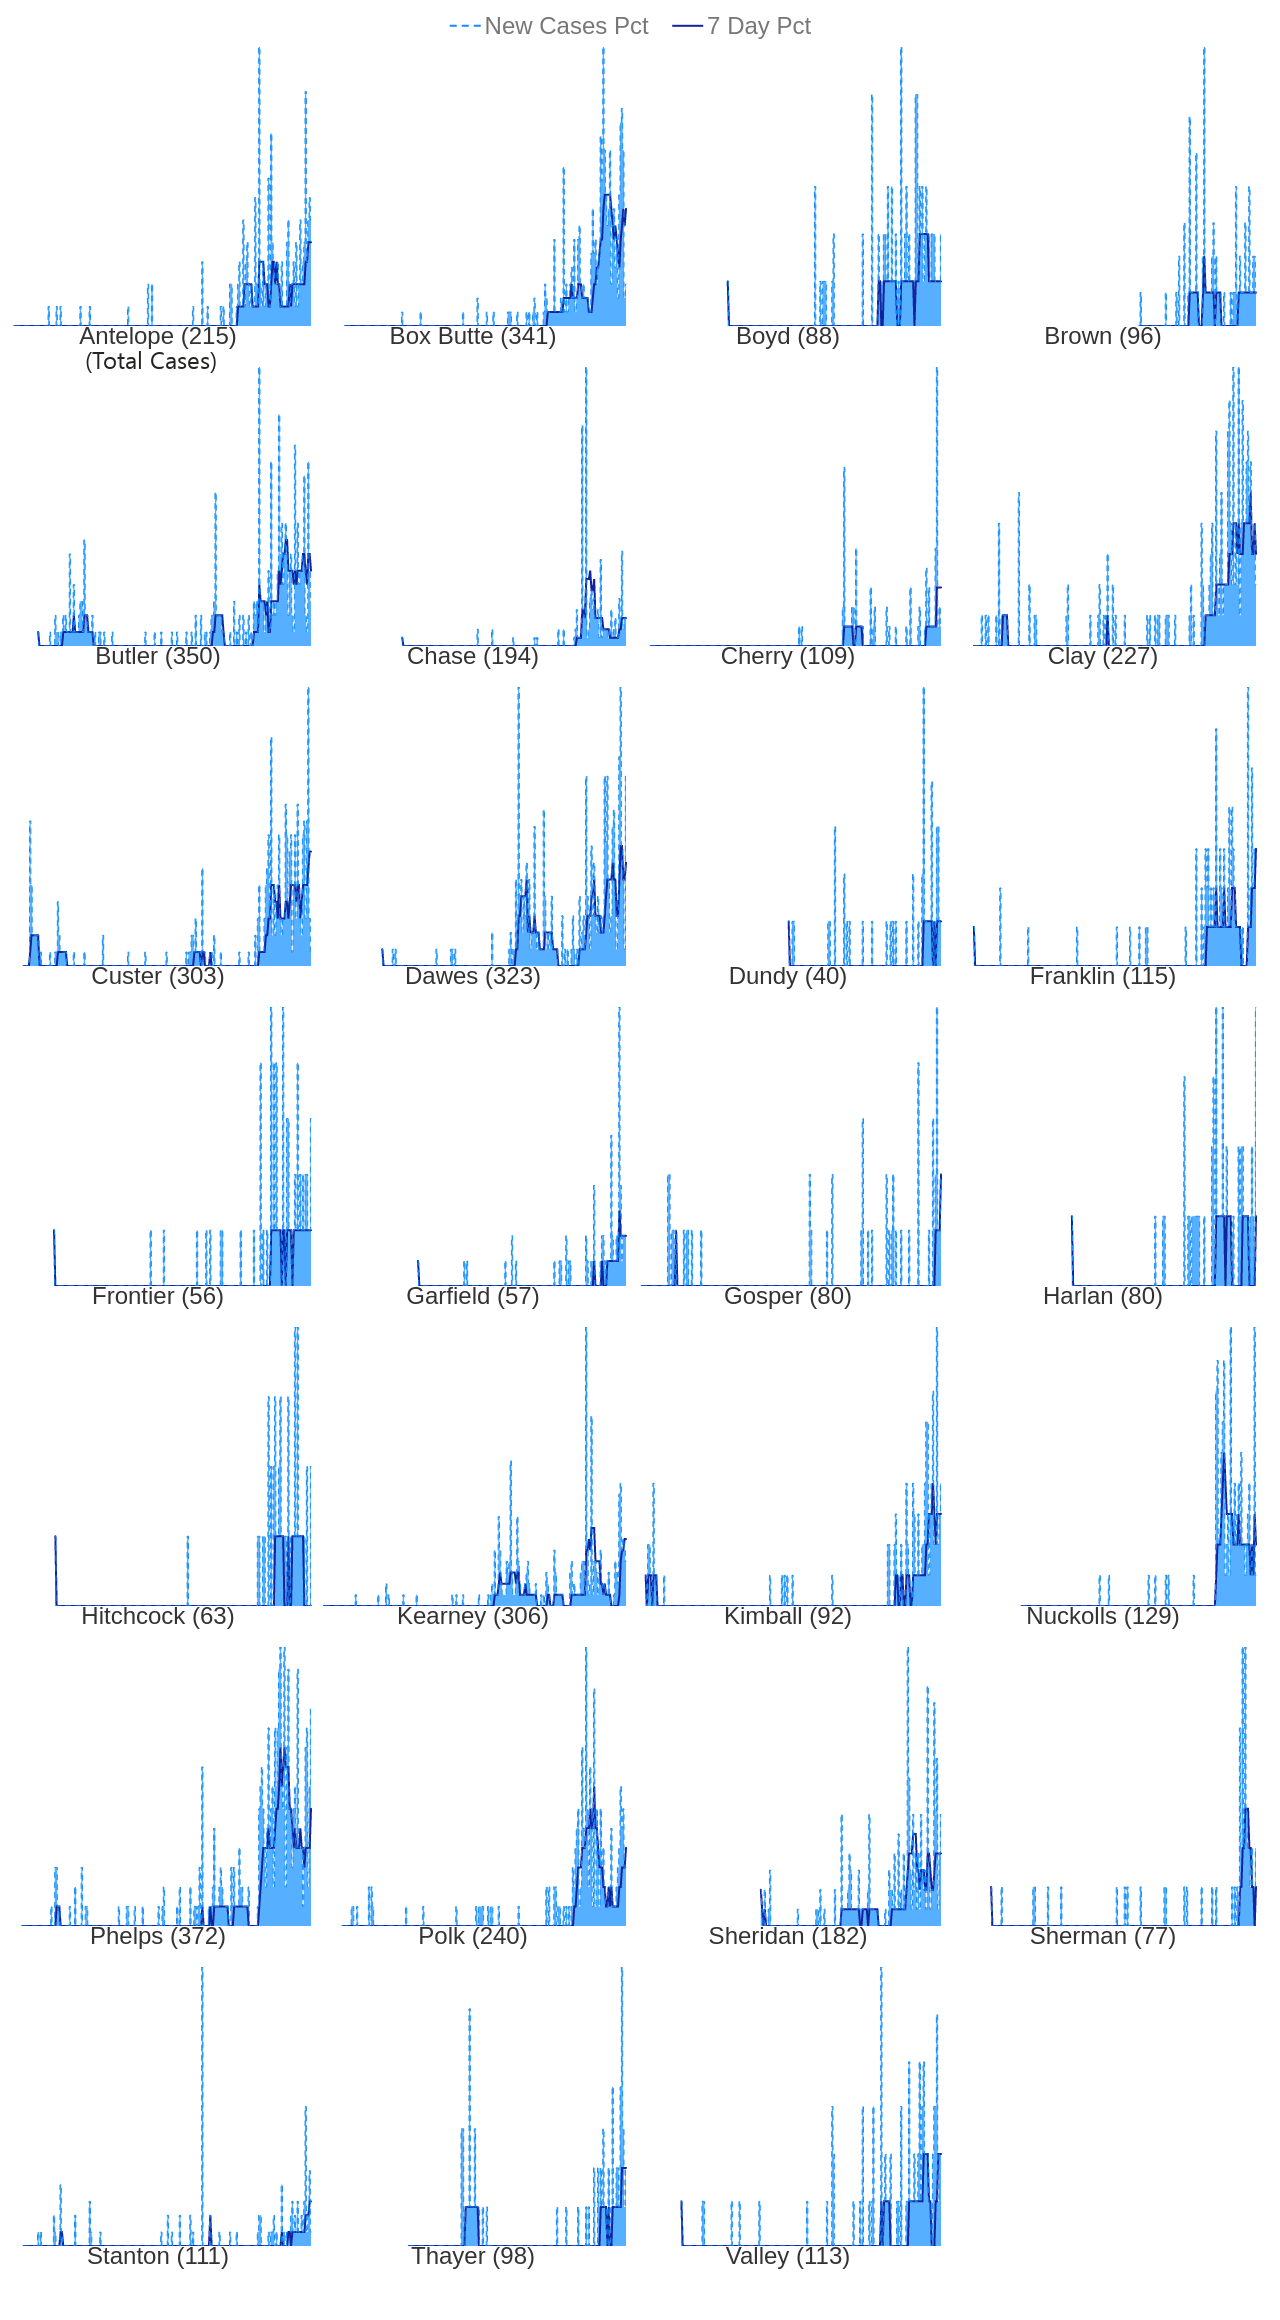 New Cases Pct 7 Day Pct
Antelope (215) Box Butte (341) Boyd (88) Brown (96)
(Total Cases)
Butler (350) Chase (194) Cherry (109) Clay (227)
Custer (303) Dawes (323) Dundy (40) Franklin (115)
Frontier (56) Garfield (57) Gosper (80) Harlan (80)
Hitchcock (63) Kearney (306) Kimball (92) Nuckolls (129)
Phelps (372) Polk (240) Sheridan (182) Sherman (77)
Stanton (111) Thayer (98) Valley (113)